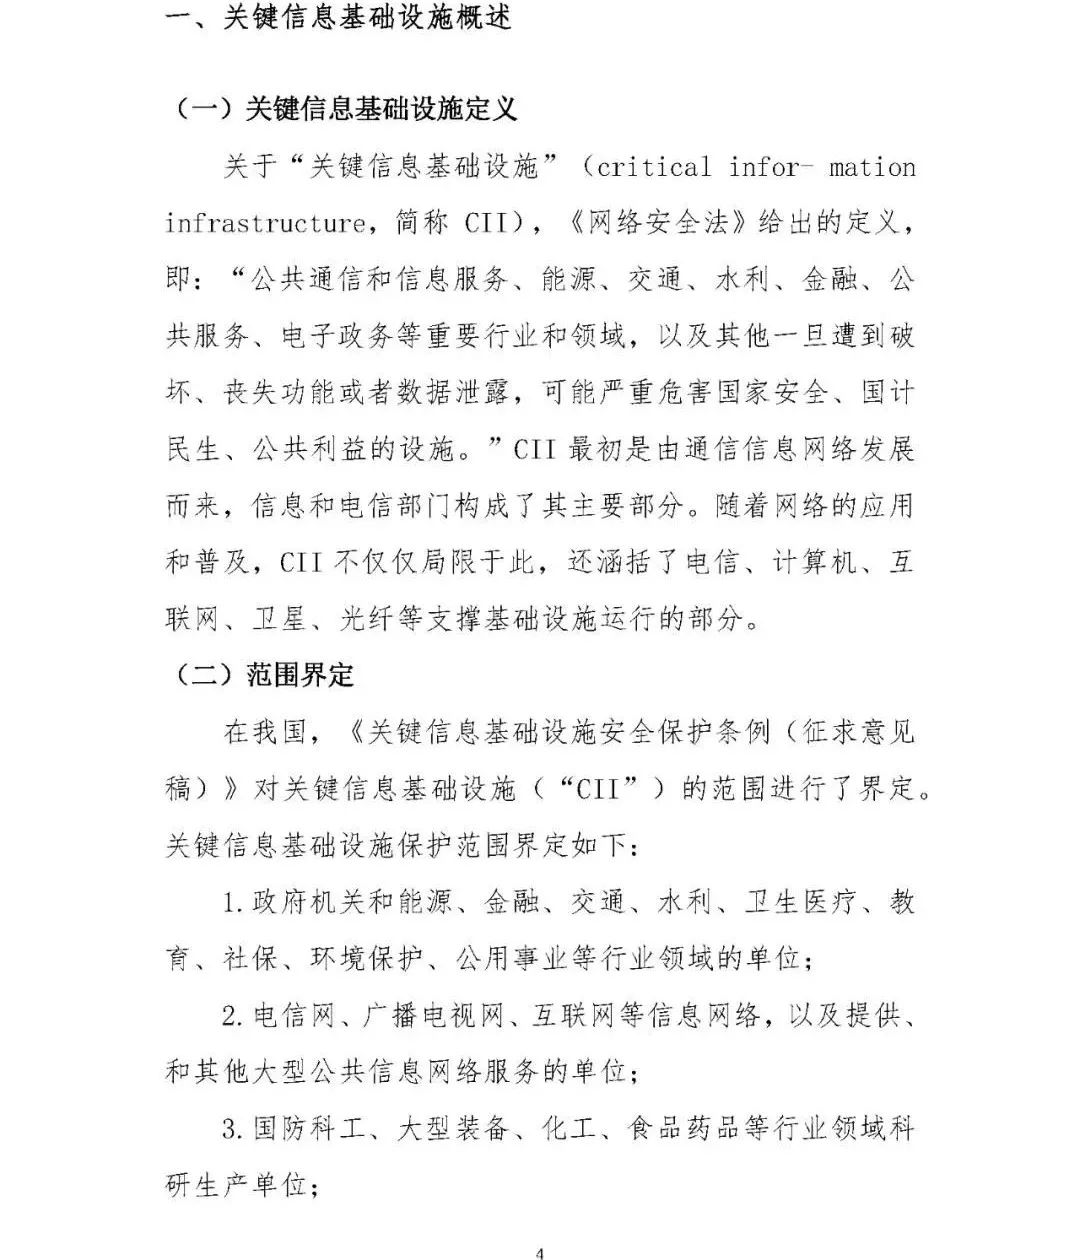 一、关键信息基础设施概述
（一）关键信息基础设施定义
关于“关键信息基础设施”（critical infor- mation
infrastructure，简称 CII），《网络安全法》给出的定义，
即：“公共通信和信息服务、能源、交通、水利、金融、公
共服务、电子政务等重要行业和领域，以及其他一旦遭到破
坏、丧失功能或者数据泄露，可能严重危害国家安全、国计
民生、公共利益的设施。”CII 最初是由通信信息网络发展
而来，信息和电信部门构成了其主要部分。随着网络的应用
和普及，CII 不仅仅局限于此，还涵括了电信、计算机、互
联网、卫星、光纤等支撑基础设施运行的部分。
（二）范围界定
在我国，《关键信息基础设施安全保护条例（征求意见
稿）》对关键信息基础设施（“CII”）的范围进行了界定。
关键信息基础设施保护范围界定如下：
1.政府机关和能源、金融、交通、水利、卫生医疗、教
育、社保、环境保护、公用事业等行业领域的单位；
2.电信网、广播电视网、互联网等信息网络，以及提供、
和其他大型公共信息网络服务的单位；
3.国防科工、大型装备、化工、食品药品等行业领域科
研生产单位；
4